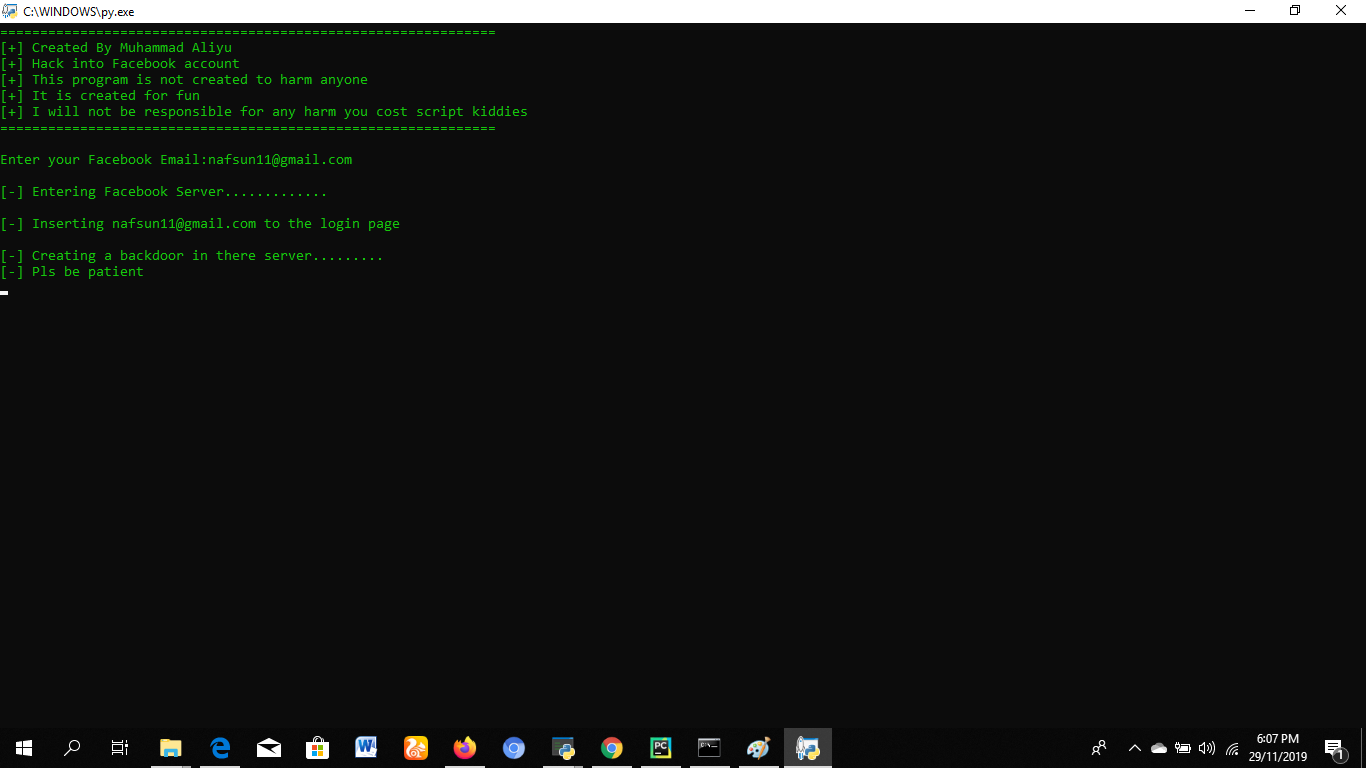 C:\WINDOWS\py.exe
==============================================================
[+] Created By Muhammad Aliyu
[+] Hack into Facebook account
[+] This program is not created to harm anyone
[+] It is created for fun
[+] I will not be responsible for any harm you cost script kiddies
==============================================================
Enter your Facebook Email:nafsun11@gmail.com
[-] Entering Facebook Server.............
[-] Inserting nafsun11@gmail.com to the login page
[-] Creating a backdoor in there server.........
[-] Pls be patient
6:07 PM
29/11/2019
1
W
PC
C:\